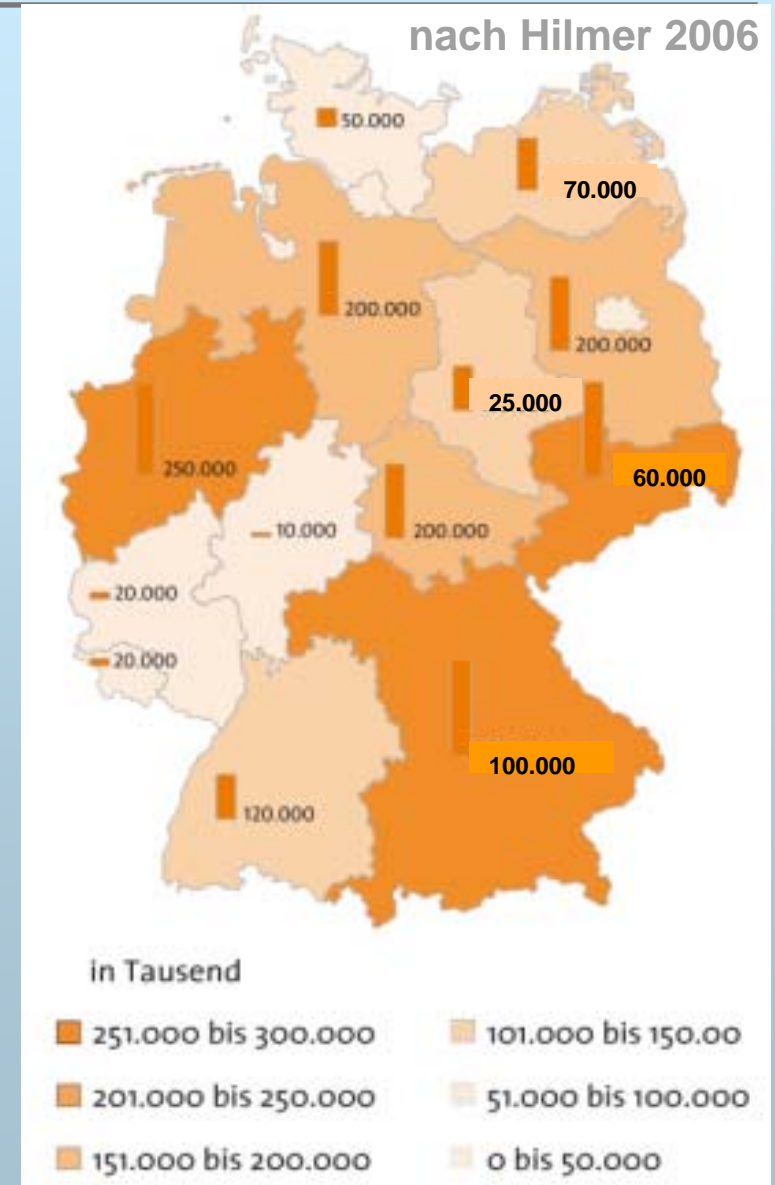 nach Hilmer 2006
50.000
70.000
200.000
200.000
25.000
250.000
60.000
10.000
200.000
20.000
20.000
100.000
120.000
in Tausend
251.000 bis 300.000
101.000 bis 150.00
201.000 bis 250.000
51.000 bis 100.000
151.000 bis 200.000
0 bis 50.000